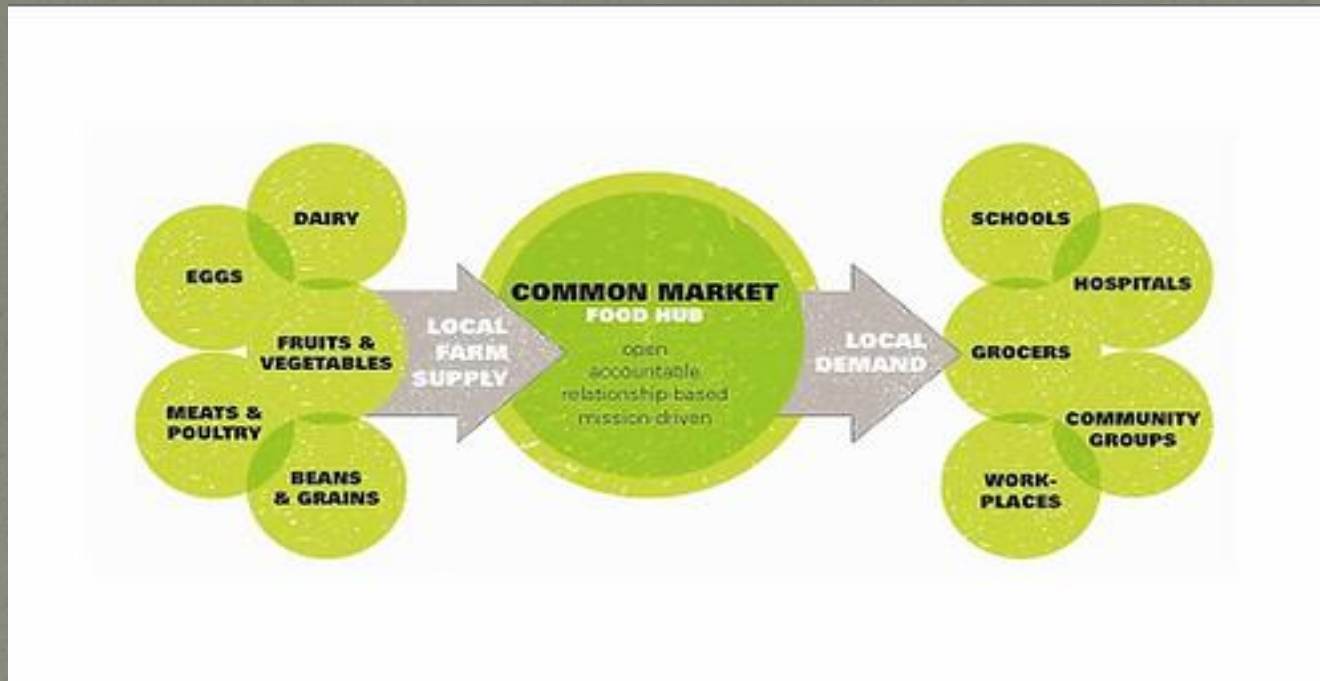 DAIRY
EGGS
FRUITS &
VEGETABLES
MEATS &
POULTRY
BEANS
& GRAINS
LOCAL
FARM
SUPPLY
COMMON MARKET
FOOD HUB
open
accountable
relationship-based
mission-driven
LOCAL
DEMAND
SCHOOLS
HOSPITALS
GROCERS
COMMUNITY
GROUPS
WORK-
PLACES